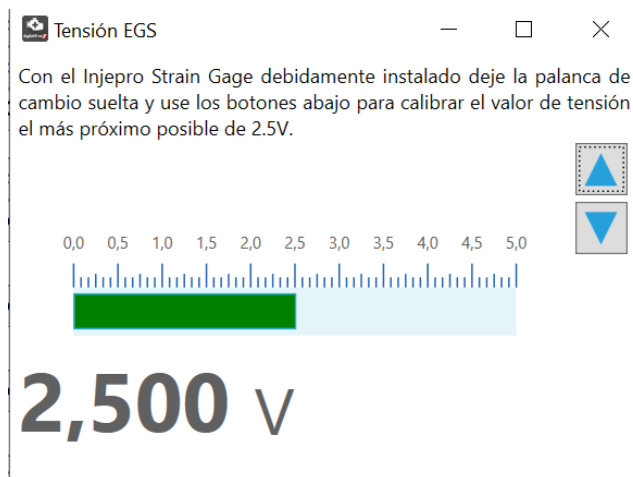 Tensión EGS
Con el Injepro Strain Gage debidamente instalado deje la palanca de
cambio suelta y use los botones abajo para calibrar el valor de tensión
el más próximo posible de 2.5V.
0,0 0,5 1,0 1,5 2,0 2,5 3,0 3,5 4,0 4,5 5,0
2,500 V